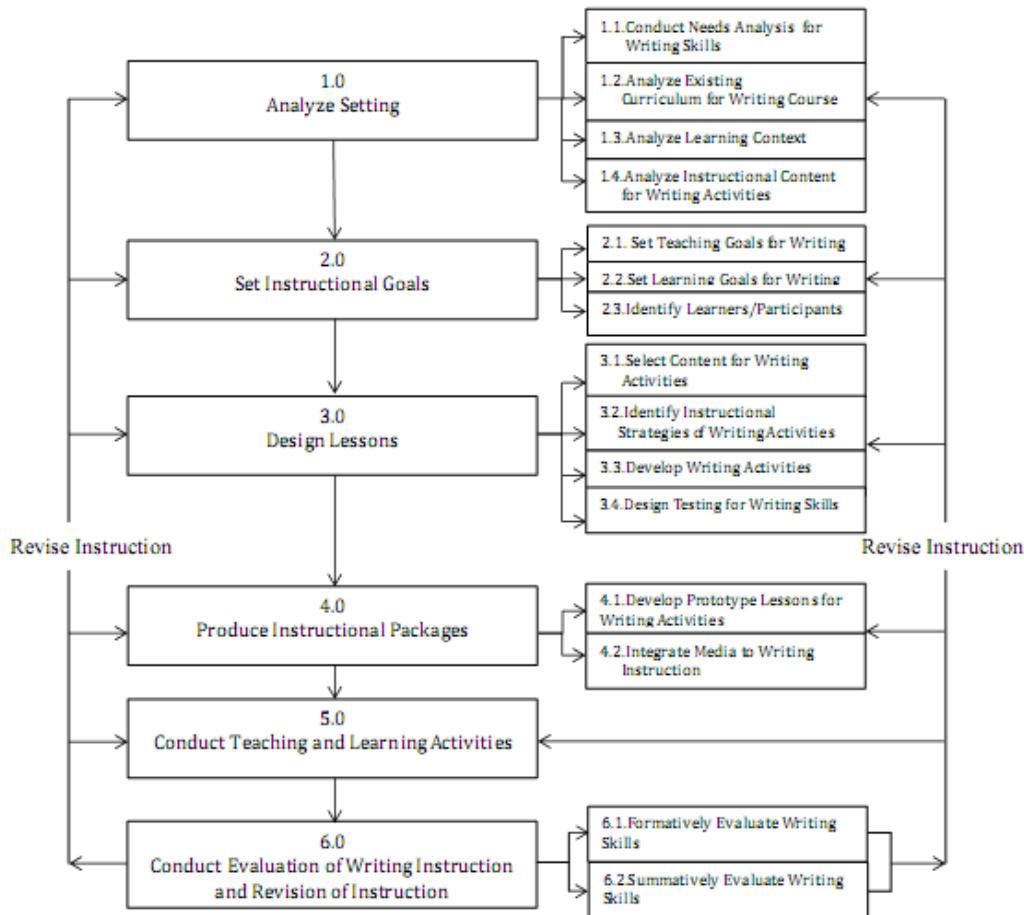 1.0
Analyze Setting
1.1.Conduct Needs Analysis for
Writing Skills
1.2.Analyze Existing
Curriculum for Writing Course
1.3.Analyze Learning Context
1.4.Analyze Instructional Content
for Writing Activities
2.0
Set Instructional Goals
2.1. Set Teaching Goals for Writing
2.2.Set Learning Goals for Writing
2.3.Identify Learners/Participants
3.0
Design Lessons
3.1.Select Content for Writing
Activities
3.2.Identify Instructional
Strategies of Writing Activities
3.3.Develop Writing Activities
3.4.Design Testing for Writing Skills
Revise Instruction
Revise Instruction
4.0
Produce Instructional Packages
4.1.Develop Prototype Lessons for
Writing Activities
4.2.Integrate Media to Writing
Instruction
5.0
Conduct Teaching and Learning Activities
6.0
Conduct Evaluation of Writing Instruction
and Revision of Instruction
6.1.Formatively Evaluate Writing
Skills
6.2.Summatively Evaluate Writing
Skills